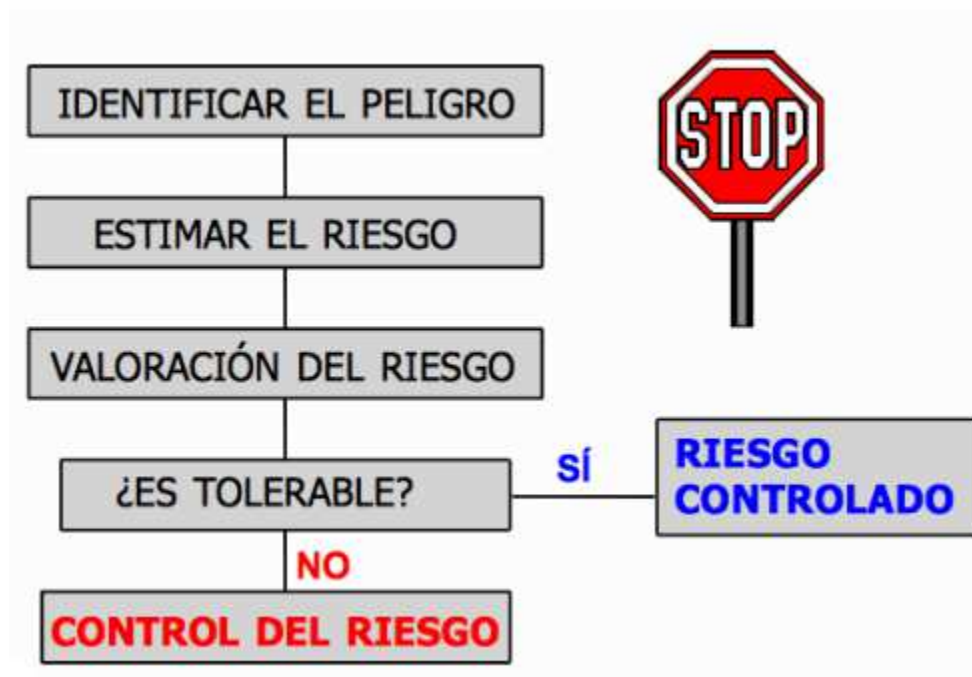 IDENTIFICAR EL PELIGRO
STOP
ESTIMAR EL RIESGO
VALORACIÓN DEL RIESGO
¿ES TOLERABLE?
SÍ
RIESGO
CONTROLADO
NO
CONTROL DEL RIESGO